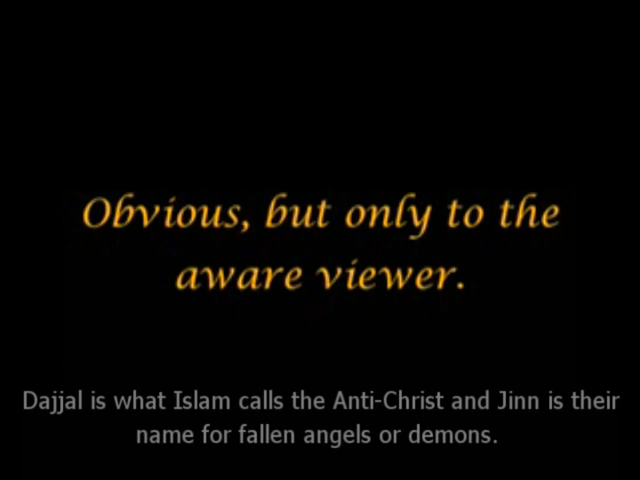 Obvious, but only to the
aware viewer.
Dajjal is what Islam calls the Anti-Christ and Jinn is their
name for fallen angels or demons.